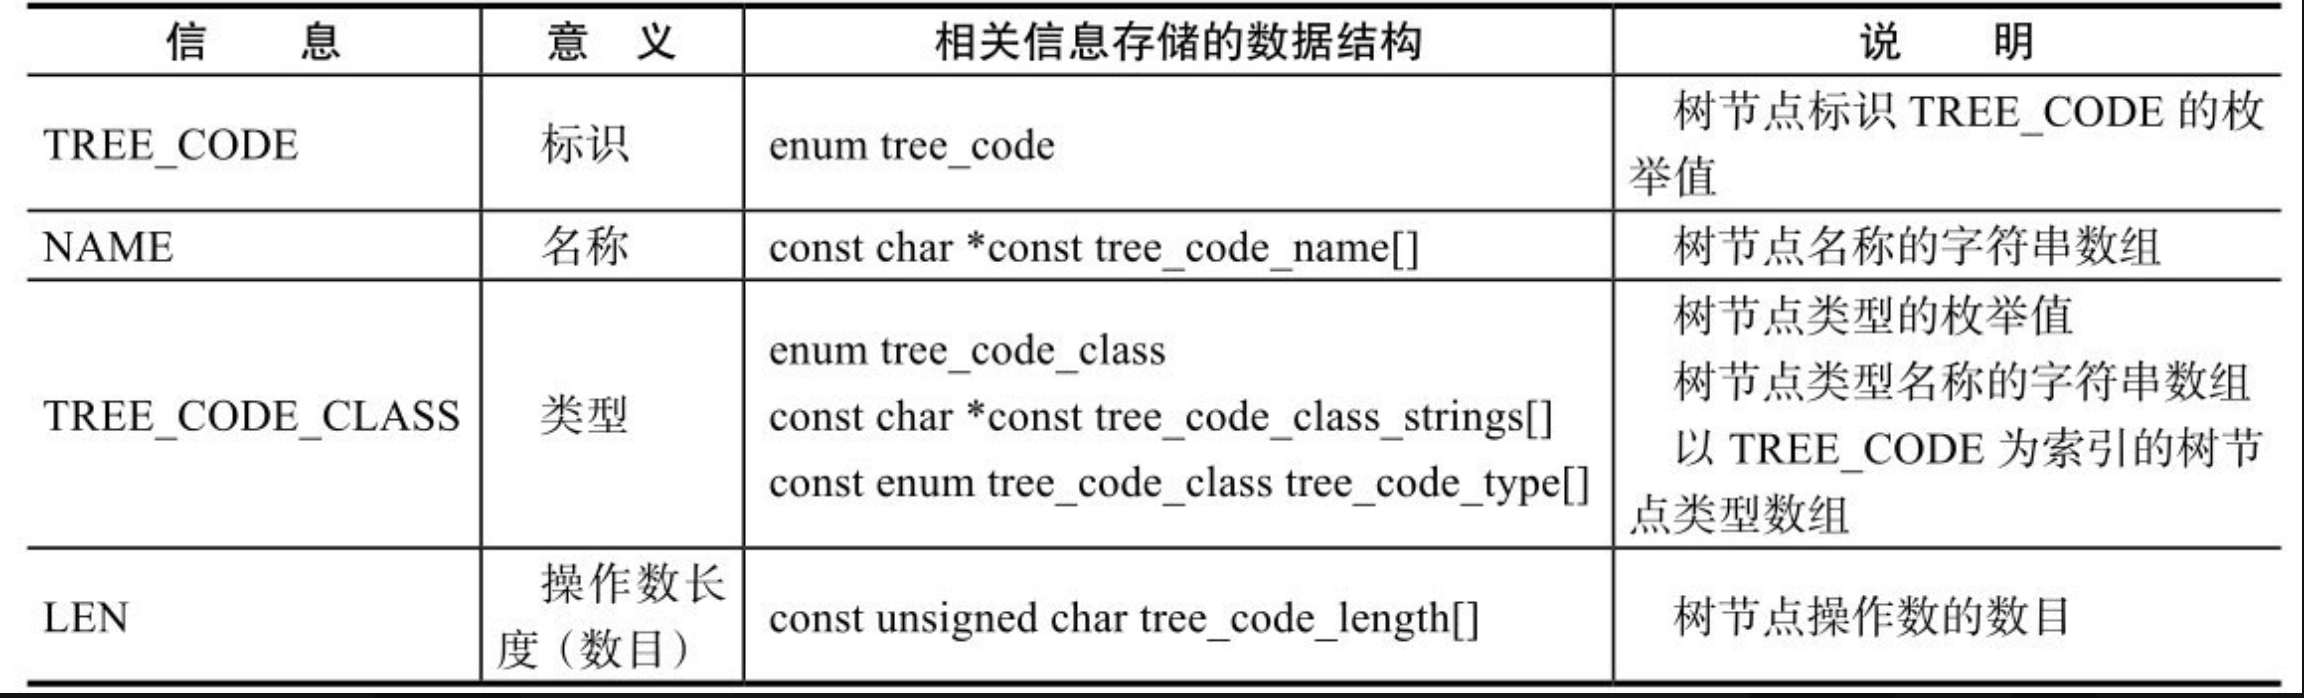 信 息 意 义 相关信息存储的数据结构 说 明
TREE_CODE 标识 enum tree_code 树节点标识 TREE_CODE 的枚
举值
NAME 名称 const char *const tree_code_name[] 树节点名称的字符串数组
TREE_CODE_CLASS 类型
enum tree_code_class
const char *const tree_code_class_strings[]
const enum tree_code_class tree_code_type[]
树节点类型的枚举值
树节点类型名称的字符串数组
以 TREE_CODE 为索引的树节
点类型数组
LEN
操作数长
度（数目）
const unsigned char tree_code_length[] 树节点操作数的数目